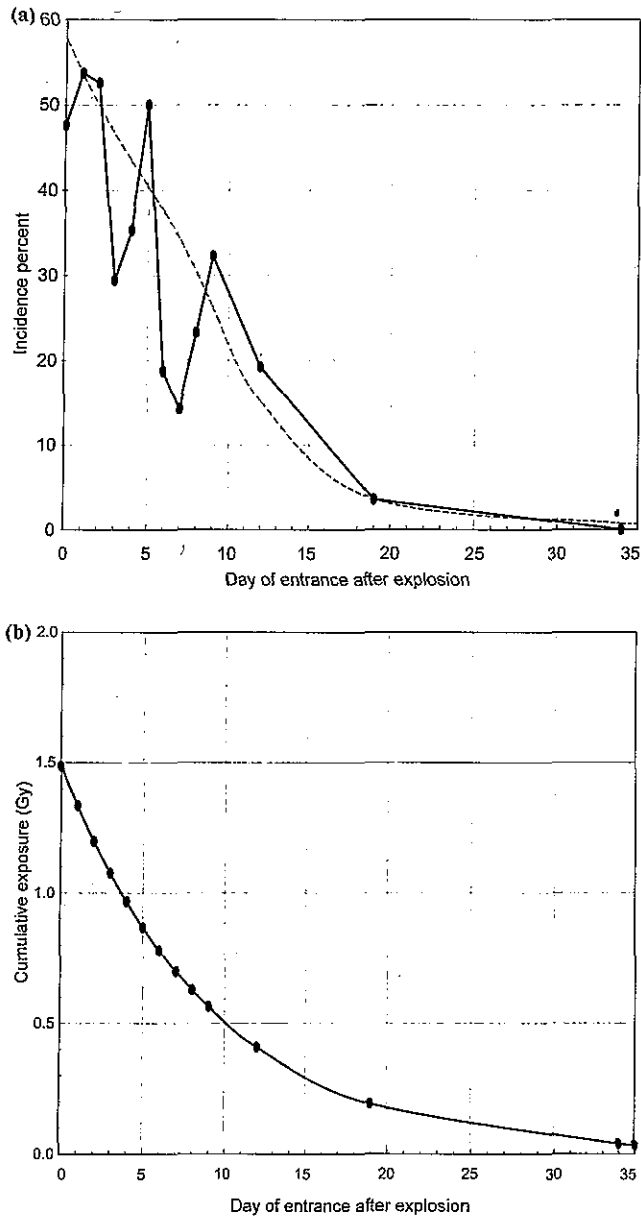 (a)
60
50
40
30
20
10
0
Incidence percent
0 5 10 15 20 25 30 35
Day of entrance after explosion
(b)
2.0
1.5
1.0
0.5
0.0
Cumulative exposure (Gy)
0 5 10 15 20 25 30 35
Day of entrance after explosion